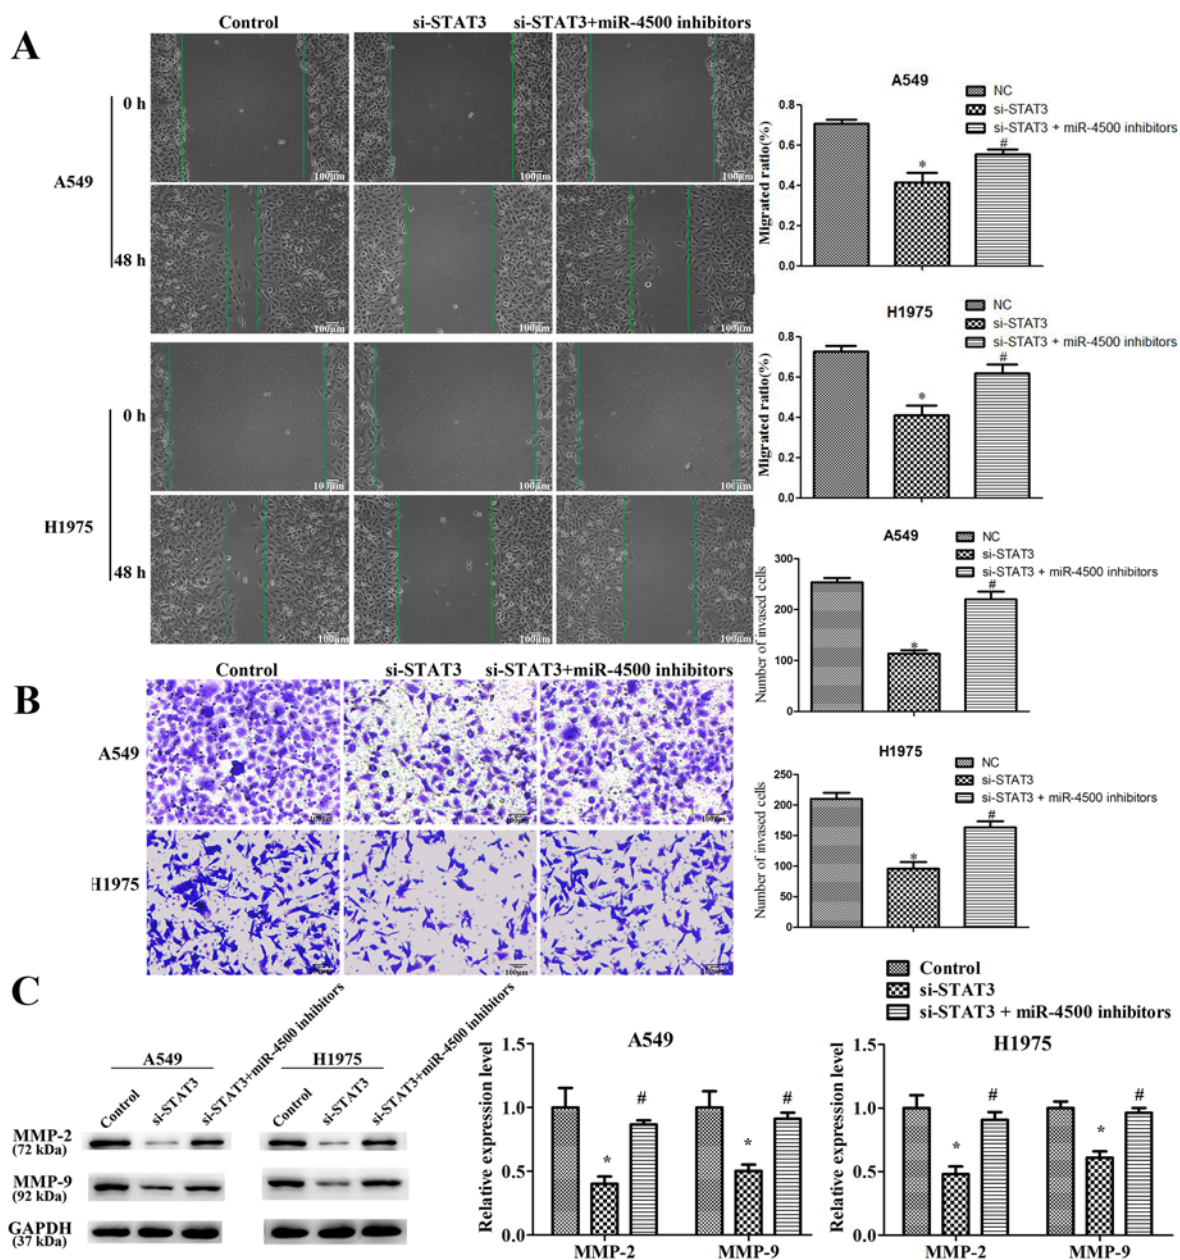 A
Control
si-STAT3
si-STAT3+miR-4500 inhibitors
0 h
A549
48 h
0 h
H1975
48 h
100μm
100μm
100μm
100μm
100μm
100μm
100μm
100μm
100μm
100μm
100μm
100μm
A549
NC
si-STAT3
si-STAT3 + miR-4500 inhibitors
Migrated ratio(%)
0.8
0.6
0.4
0.2
0.0
*
#
H1975
NC
si-STAT3
si-STAT3 + miR-4500 inhibitors
Migrated ratio(%)
0.8
0.6
0.4
0.2
0.0
*
#
A549
NC
si-STAT3
si-STAT3 + miR-4500 inhibitors
Number of invased cells
300
200
100
0
*
#
H1975
NC
si-STAT3
si-STAT3 + miR-4500 inhibitors
Number of invased cells
250
200
150
100
50
0
*
#
B
Control
si-STAT3
si-STAT3+miR-4500 inhibitors
A549
H1975
100μm
100μm
100μm
100μm
100μm
100μm
C
A549
H1975
Control
si-STAT3
si-STAT3+miR-4500 inhibitors
Control
si-STAT3
si-STAT3+miR-4500 inhibitors
MMP-2
(72 kDa)
MMP-9
(92 kDa)
GAPDH
(37 kDa)
Control
si-STAT3
si-STAT3 + miR-4500 inhibitors
A549
Relative expression level
1.5
1.0
0.5
0.0
*
#
*
#
MMP-2
MMP-9
H1975
Relative expression level
1.5
1.0
0.5
0.0
*
#
*
#
MMP-2
MMP-9